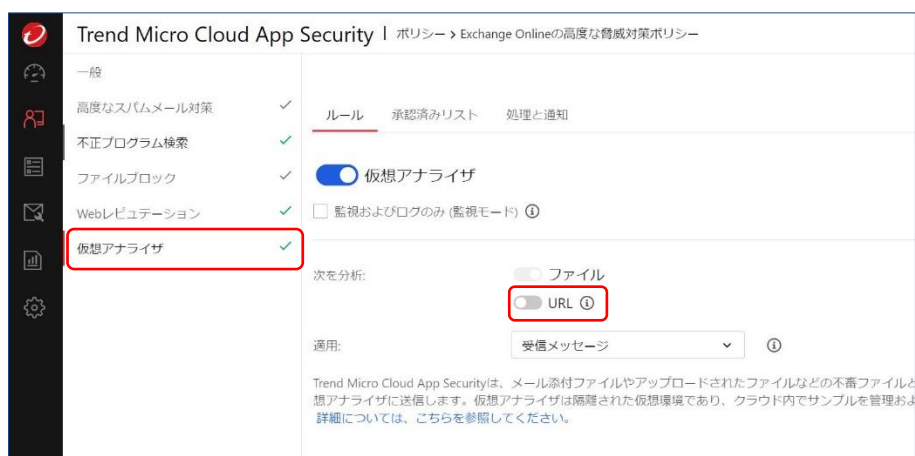 Trend Micro Cloud App Security | ポリシー > Exchange Onlineの高度な脅威対策ポリシー
一般
高度なスパムメール対策
不正プログラム検索
ファイルブロック
Webレピュテーション
仮想アナライザ
ルール 承認済みリスト 処理と通知
仮想アナライザ
監視およびログのみ (監視モード)
次を分析: ファイル
URL
適用: 受信メッセージ
Trend Micro Cloud App Securityは、メール添付ファイルやアップロードされたファイルなどの不審ファイルと
想アナライザに送信します。仮想アナライザは隔離された仮想環境であり、クラウド内でサンプルを管理およ
詳細については、こちらを参照してください。